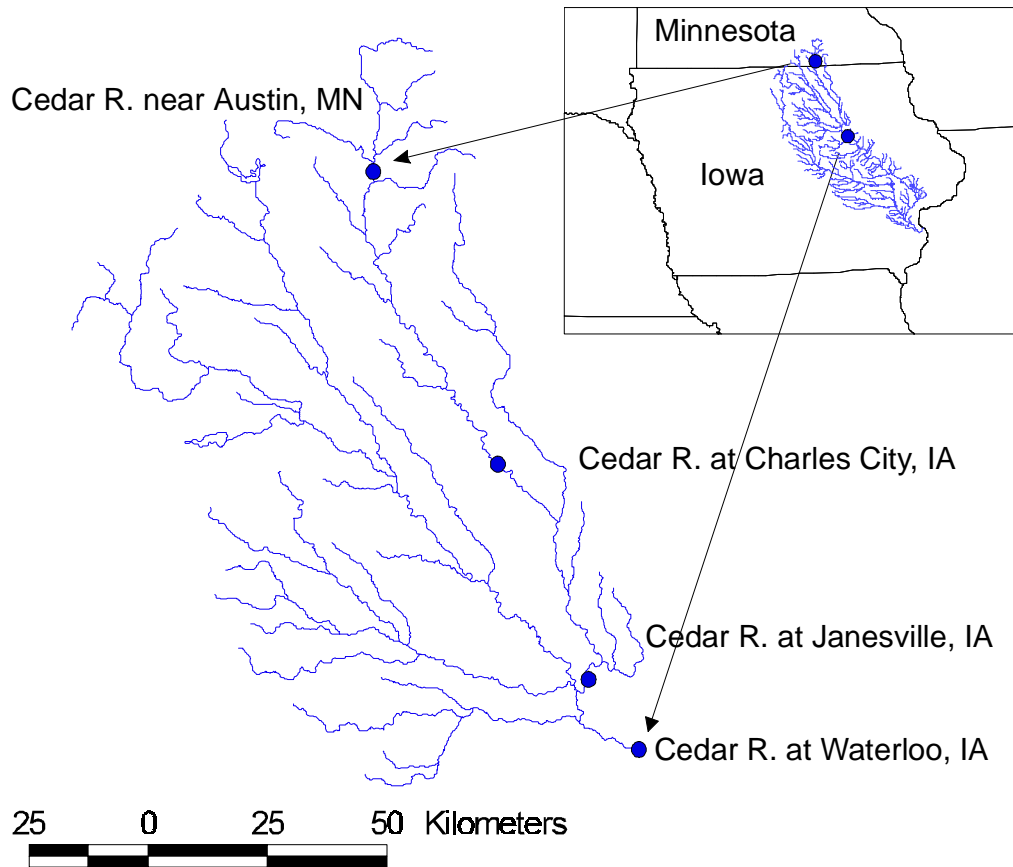 Minnesota
Cedar R. near Austin, MN
Iowa
Cedar R. at Charles City, IA
Cedar R. at Janesville, IA
Cedar R. at Waterloo, IA
25 0 25 50 Kilometers